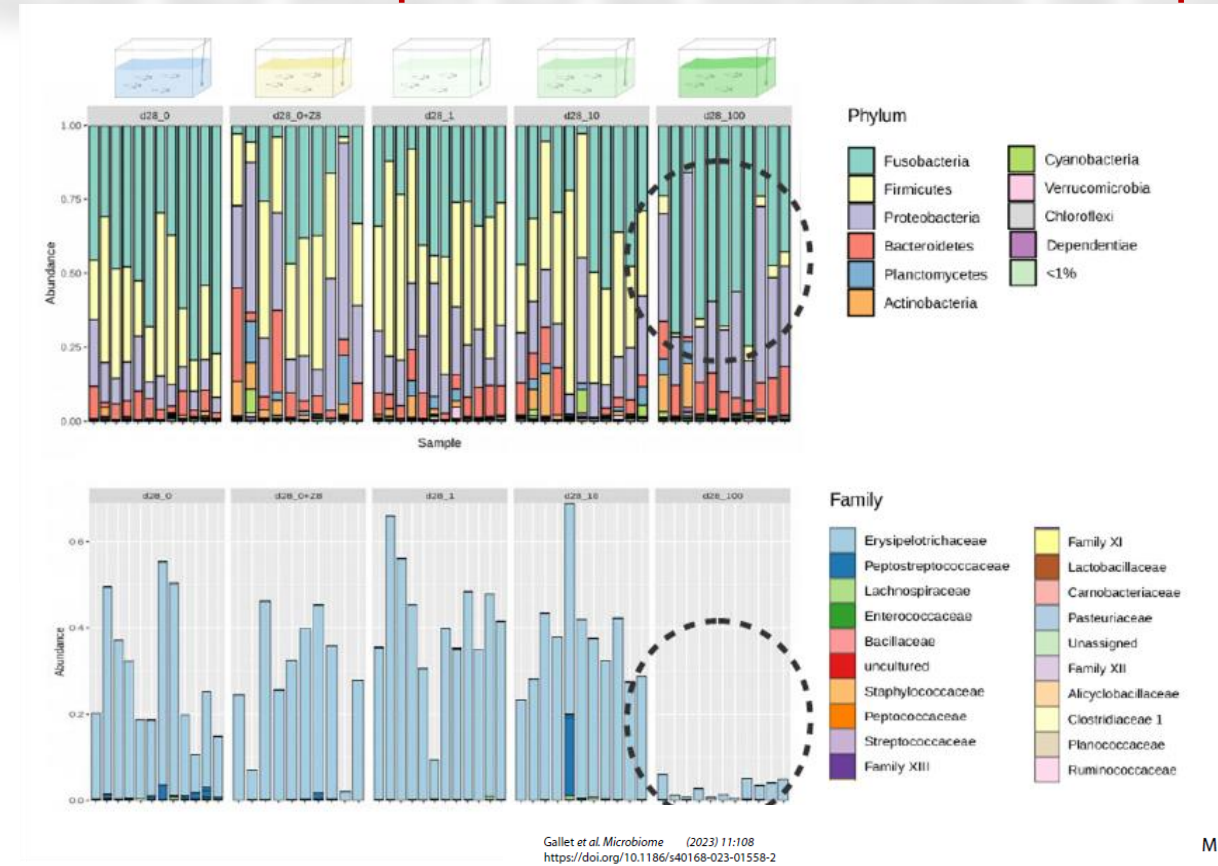 d28_0 d28_0+Z8 d28_1 d28_10 d28_100
1.00
0.75
0.50
0.25
0.00
Abundance
Sample
Phylum
Fusobacteria
Firmicutes
Proteobacteria
Bacteroidetes
Planctomycetes
Actinobacteria
Cyanobacteria
Verrucomicrobia
Chloroflexi
Dependentiae
<1%
d28_0 d28_0+Z8 d28_1 d28_10 d28_100
0.6
0.4
0.2
0.0
Abundance
Family
Erysipelotrichaceae
Peptostreptococcaceae
Lachnospiraceae
Enterococcaceae
Bacillaceae
uncultured
Staphylococcaceae
Peptococcaceae
Streptococcaceae
Family XIII
Family XI
Lactobacillaceae
Carnobacteriaceae
Pasteuriaceae
Unassigned
Family XII
Alicyclobacillaceae
Clostridiaceae 1
Planococcaceae
Ruminococcaceae
Gallet et al. Microbiome (2023) 11:108
https://doi.org/10.1186/s40168-023-01558-2
M